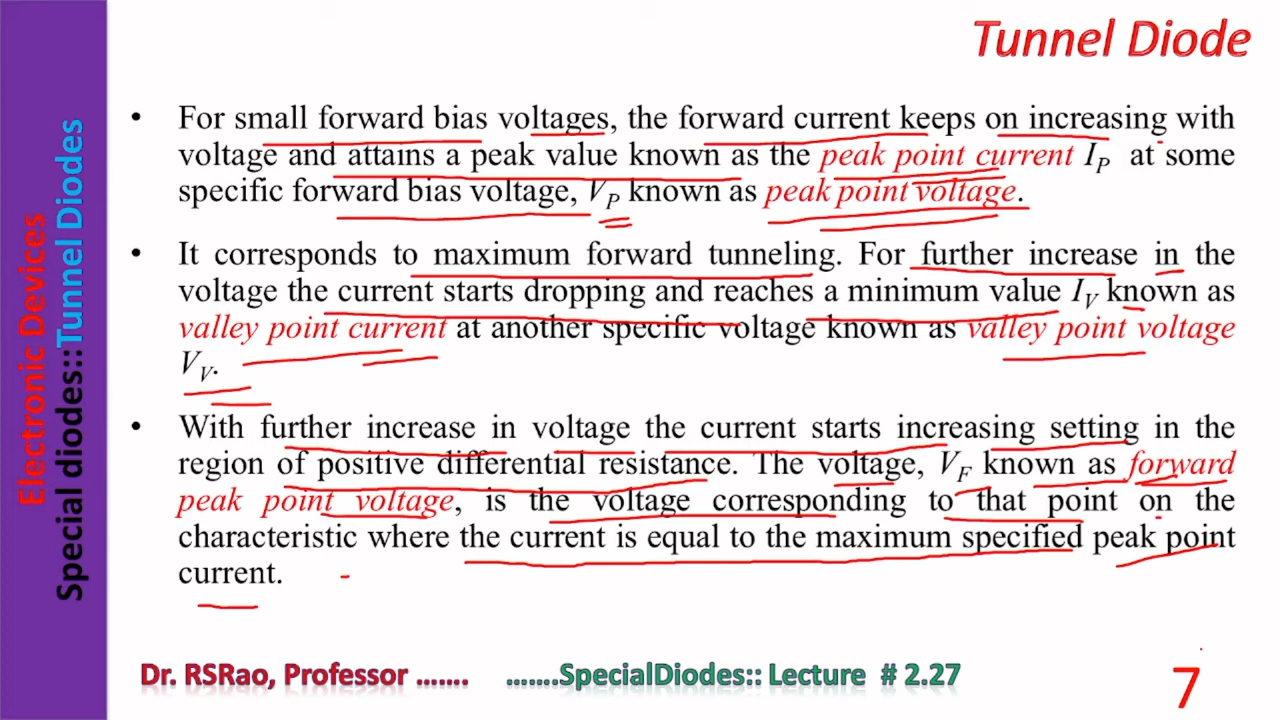 Tunnel Diode
Electronic Devices
Special diodes::Tunnel Diodes
• For small forward bias voltages, the forward current keeps on increasing with
voltage and attains a peak value known as the peak point current IP at some
specific forward bias voltage, VP known as peak point voltage.
• It corresponds to maximum forward tunneling. For further increase in the
voltage the current starts dropping and reaches a minimum value IV known as
valley point current at another specific voltage known as valley point voltage
VV.
• With further increase in voltage the current starts increasing setting in the
region of positive differential resistance. The voltage, VF known as forward
peak point voltage, is the voltage corresponding to that point on the
characteristic where the current is equal to the maximum specified peak point
current.
Dr. RSRao, Professor ....... .......SpecialDiodes:: Lecture # 2.27
7